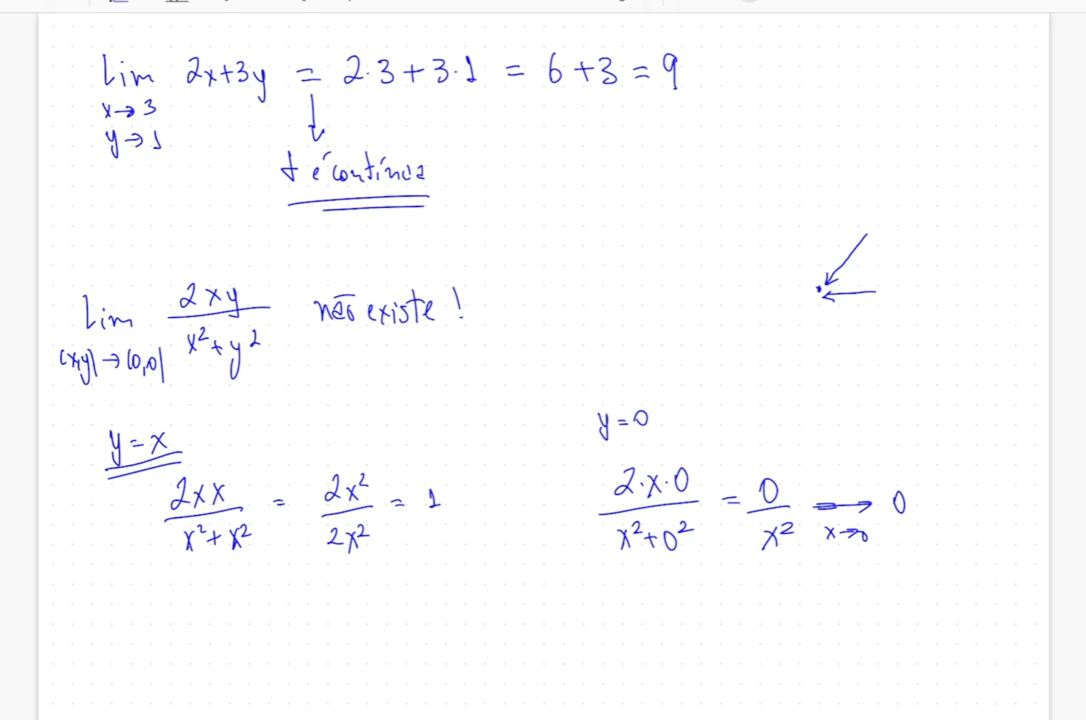 lim 2x+3y = 2·3+3·1 = 6+3 = 9
x→3
y→1
f é contínua
lim 2xy/(x²+y²) não existe!
(x,y)→(0,0)
y=x
2xx/(x²+x²) = 2x²/2x² = 1
y=0
2·x·0/(x²+0²) = 0/x² → 0
x→0